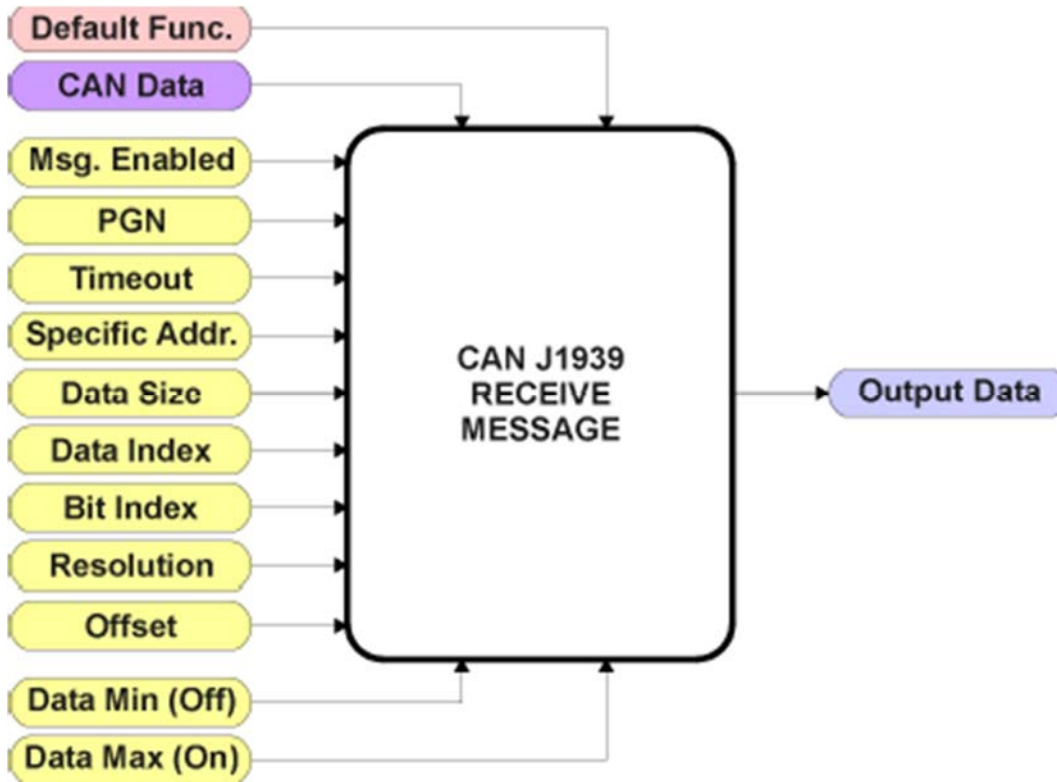 Default Func.
CAN Data
Msg. Enabled
PGN
Timeout
Specific Addr.
Data Size
Data Index
Bit Index
Resolution
Offset
Data Min (Off)
Data Max (On)
CAN J1939
RECEIVE
MESSAGE
Output Data